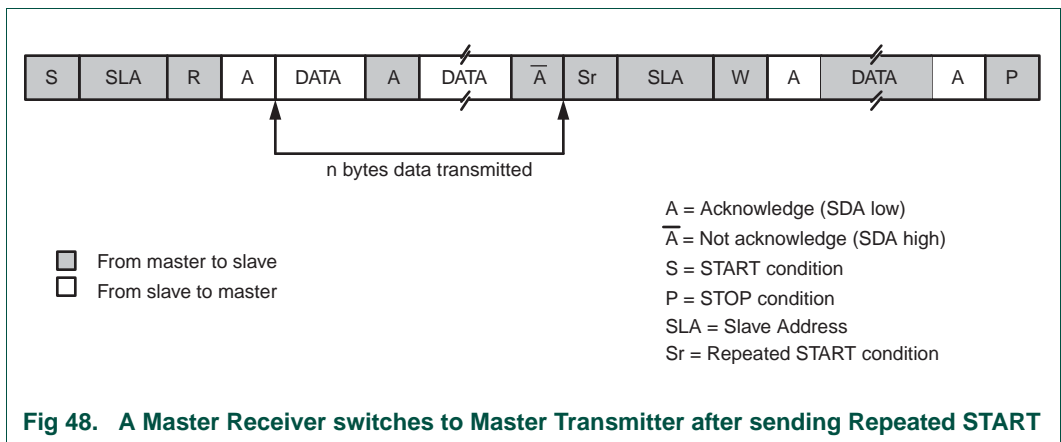 S SLA R A DATA A DATA A̅ Sr SLA W A DATA A P
n bytes data transmitted
From master to slave
From slave to master
A = Acknowledge (SDA low)
A̅ = Not acknowledge (SDA high)
S = START condition
P = STOP condition
SLA = Slave Address
Sr = Repeated START condition
Fig 48. A Master Receiver switches to Master Transmitter after sending Repeated START